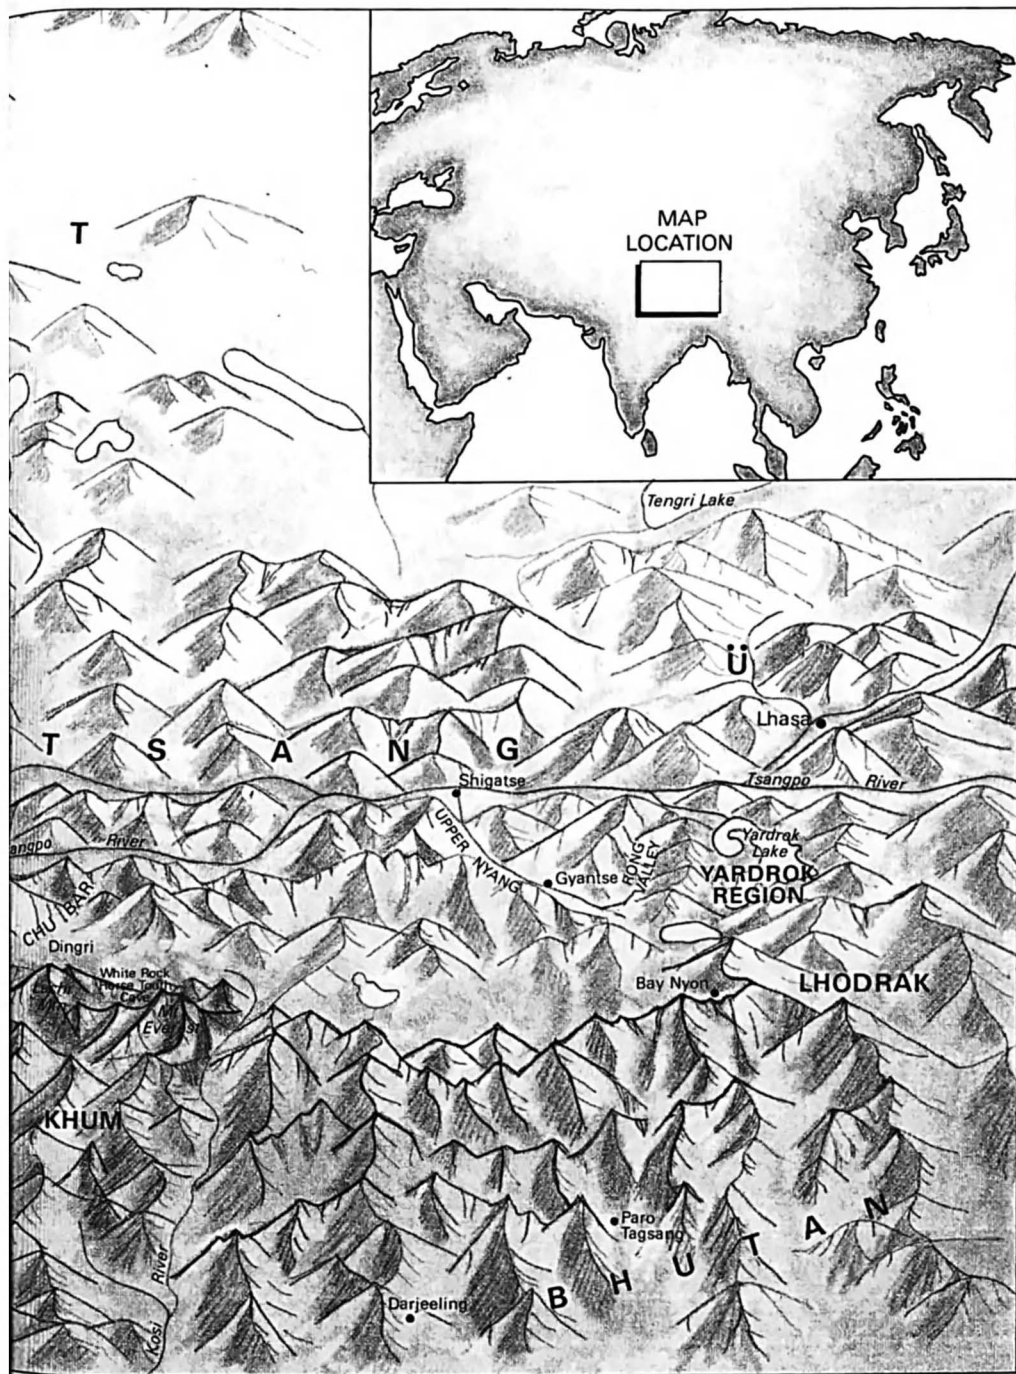 MAP
LOCATION
T
Tengri Lake
Ü
Lhasa
T S A N G
Shigatse
Tsangpo River
angpo River
UPPER NYANG
Yardrok
Lake
RONG
VALLEY
Gyantse
YARDROK
REGION
CHU BAR
Dingri
White Rock
Horse Tooth
Cave
Lachi
Mtn
Mt
Everest
Bay Nyon
LHODRAK
KHUM
Paro
Tagsang
BHUTAN
Darjeeling
Kosi River